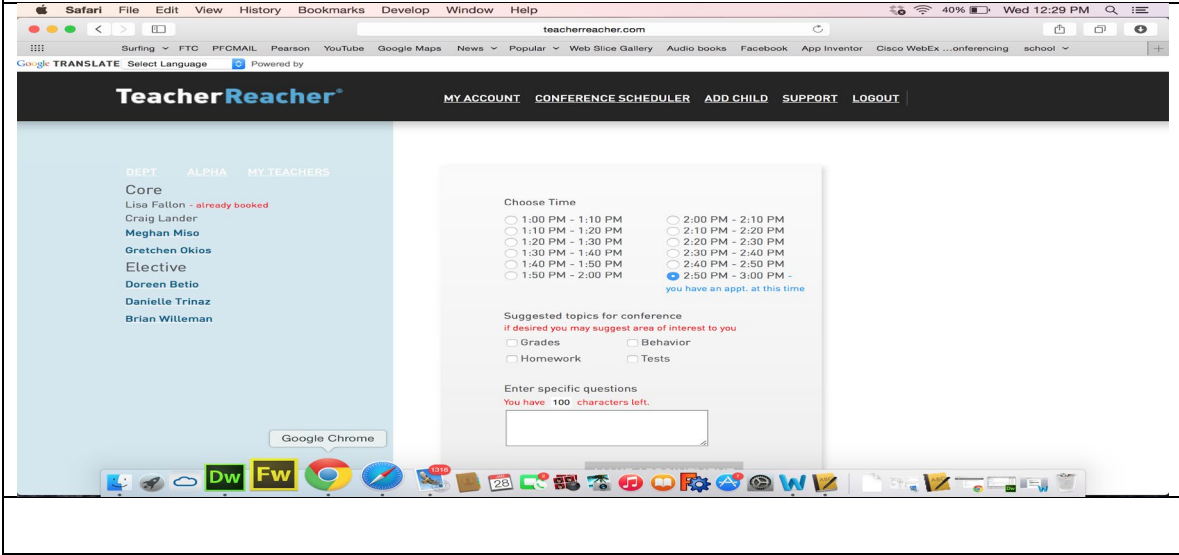 Safari File Edit View History Bookmarks Develop Window Help 40% Wed 12:29 PM
teacherreacher.com
Surfing FTC PFCMAIL Pearson YouTube Google Maps News Popular Web Slice Gallery Audio books Facebook App Inventor Cisco WebEx ...onferencing school
Google TRANSLATE Select Language Powered by
TeacherReacher MY ACCOUNT CONFERENCE SCHEDULER ADD CHILD SUPPORT LOGOUT
DEPT ALPHA MY TEACHERS
Core
Lisa Fallon - already booked
Craig Lander
Meghan Miso
Gretchen Okios
Elective
Doreen Betio
Danielle Trinaz
Brian Willeman
Choose Time
1:00 PM - 1:10 PM 2:00 PM - 2:10 PM
1:10 PM - 1:20 PM 2:10 PM - 2:20 PM
1:20 PM - 1:30 PM 2:20 PM - 2:30 PM
1:30 PM - 1:40 PM 2:30 PM - 2:40 PM
1:40 PM - 1:50 PM 2:40 PM - 2:50 PM
1:50 PM - 2:00 PM 2:50 PM - 3:00 PM -
you have an appt. at this time
Suggested topics for conference
if desired you may suggest area of interest to you
Grades Behavior
Homework Tests
Enter specific questions
You have 100 characters left.
Google Chrome
Dw Fw 1316 28